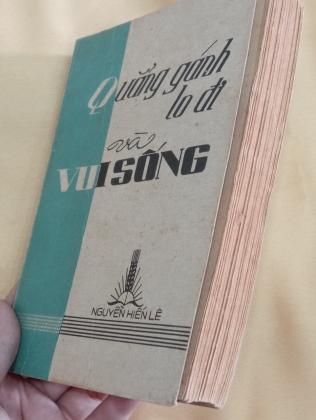 Quẳng gánh
lo đi
và
VUI SỐNG
NGUYỄN HIẾN LÊ